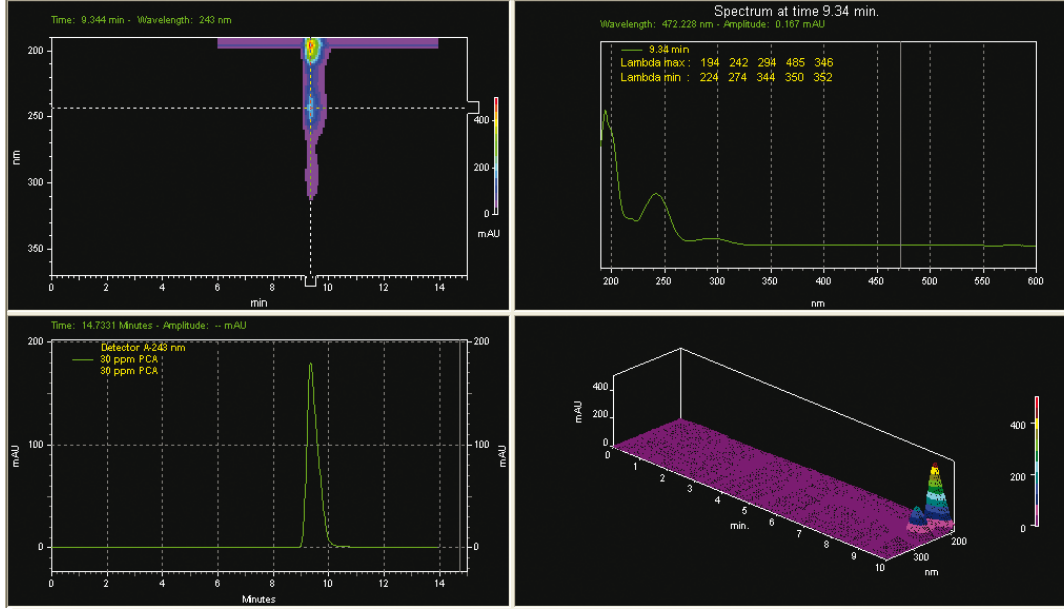 Time: 9.344 min - Wavelength: 243 nm
200
250
300
350
nm
0 2 4 6 8 10 12 14
min
400
200
0
mAU
Spectrum at time 9.34 min.
Wavelength: 472.228 nm - Amplitude: 0.167 mAU
9.34 min
Lambda max : 194 242 294 485 346
Lambda min : 224 274 344 350 352
200 250 300 350 400 450 500 550 600
nm
Time: 14.7331 Minutes - Amplitude: -- mAU
Detector A-243 nm
30 ppm PCA
30 ppm PCA
200 200
100 100
0 0
mAU mAU
0 2 4 6 8 10 12 14
Minutes
400
200
0
mAU
0 1 2 3 4 5 6 7 8 9 10
min.
200
300
nm
400
200
0